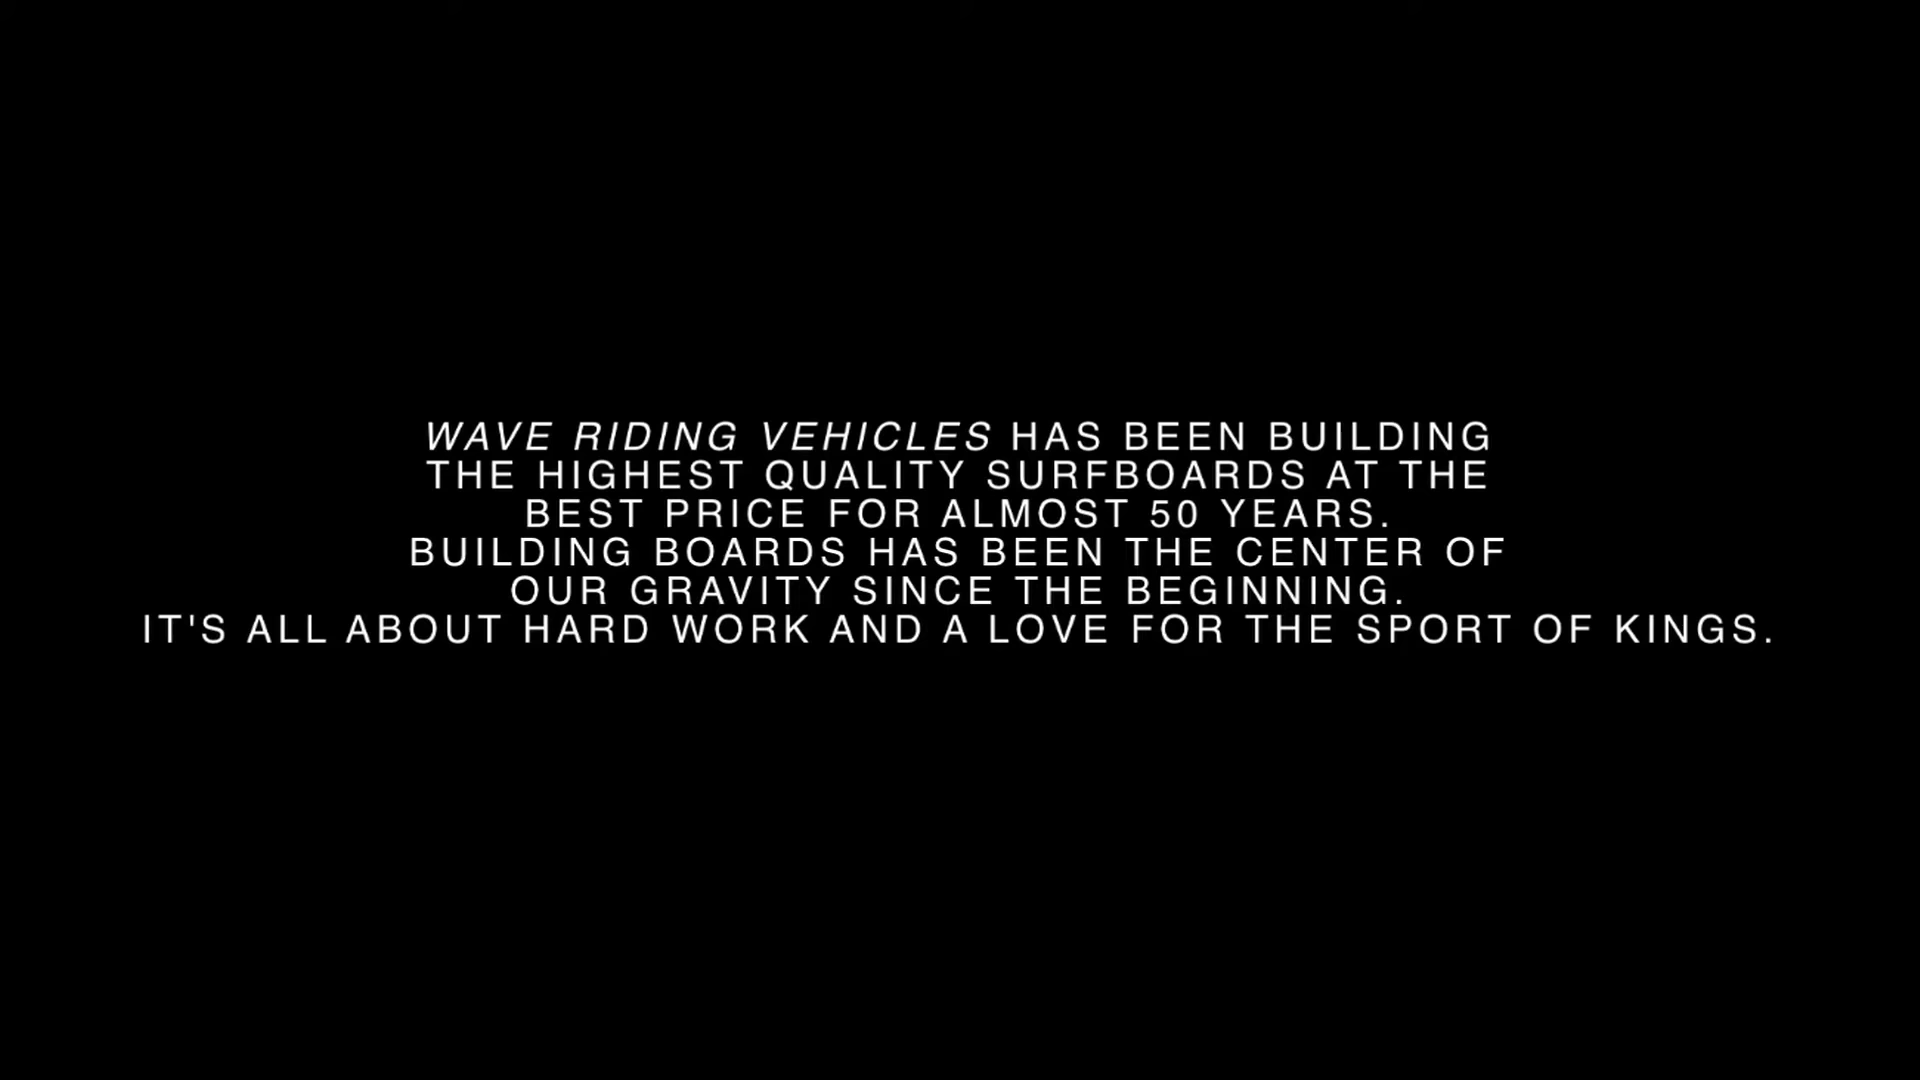 WAVE RIDING VEHICLES HAS BEEN BUILDING
THE HIGHEST QUALITY SURFBOARDS AT THE
BEST PRICE FOR ALMOST 50 YEARS.
BUILDING BOARDS HAS BEEN THE CENTER OF
OUR GRAVITY SINCE THE BEGINNING.
IT'S ALL ABOUT HARD WORK AND A LOVE FOR THE SPORT OF KINGS.